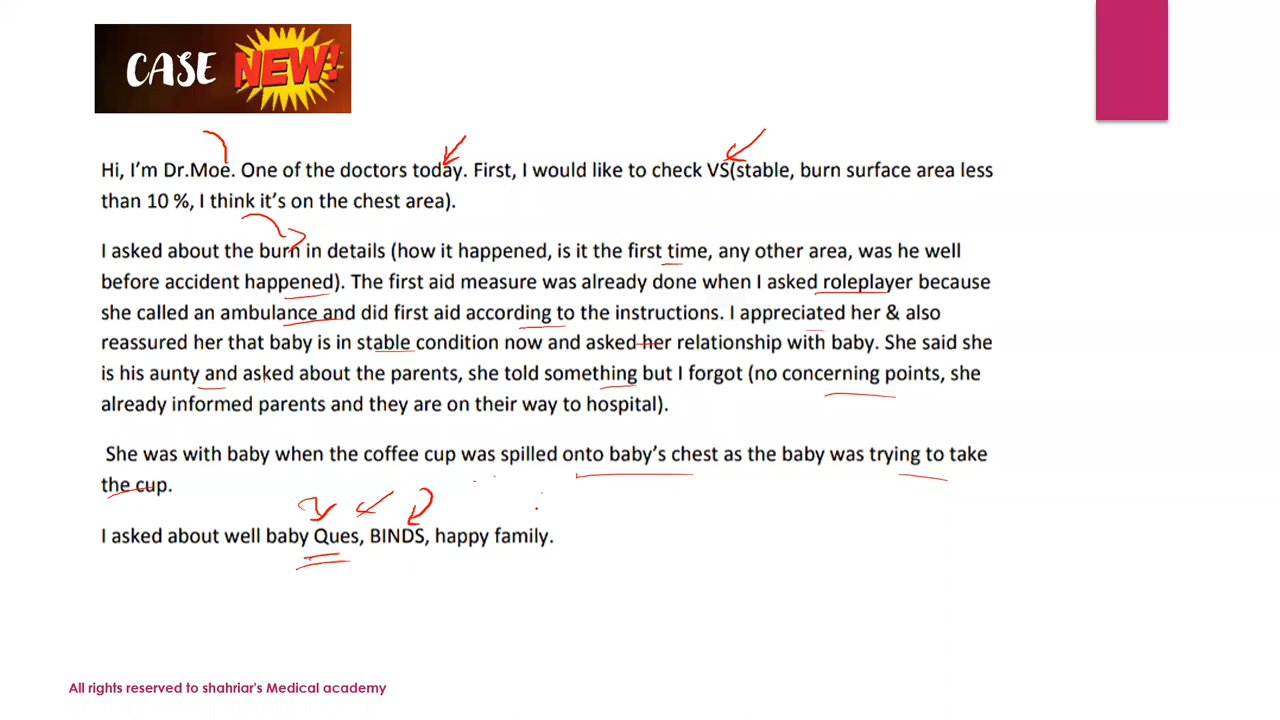 CASE NEW!
Hi, I'm Dr.Moe. One of the doctors today. First, I would like to check VS(stable, burn surface area less
than 10 %, I think it's on the chest area).
I asked about the burn in details (how it happened, is it the first time, any other area, was he well
before accident happened). The first aid measure was already done when I asked roleplayer because
she called an ambulance and did first aid according to the instructions. I appreciated her & also
reassured her that baby is in stable condition now and asked her relationship with baby. She said she
is his aunty and asked about the parents, she told something but I forgot (no concerning points, she
already informed parents and they are on their way to hospital).
She was with baby when the coffee cup was spilled onto baby's chest as the baby was trying to take
the cup.
I asked about well baby Ques, BINDS, happy family.
All rights reserved to shahriar's Medical academy